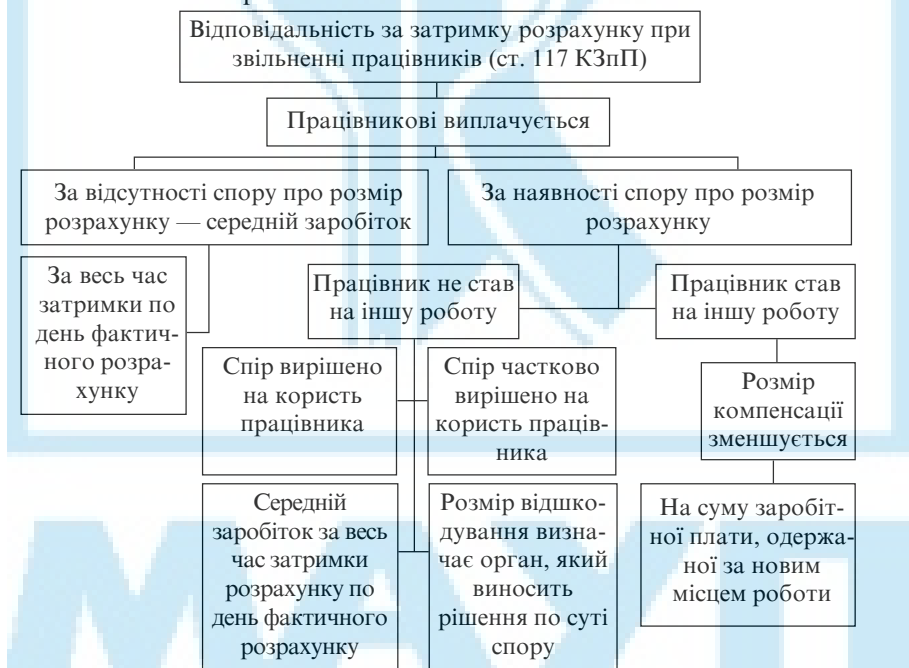 Відповідальність за затримку розрахунку при
звільненні працівників (ст. 117 КЗпП)
Працівникові виплачується
За відсутності спору про розмір
розрахунку — середній заробіток
За наявності спору про розмір
розрахунку
За весь час
затримки по
день фактич-
ного розра-
хунку
Працівник не став
на іншу роботу
Працівник став
на іншу роботу
Спір вирішено
на користь
працівника
Спір частково
вирішено на
користь праців-
ника
Розмір
компенсації
зменшується
Середній
заробіток за весь
час затримки
розрахунку по
день фактичного
розрахунку
Розмір відшко-
дування визна-
чає орган, який
виносить
рішення по суті
спору
На суму заробіт-
ної плати, одержа-
ної за новим
місцем роботи